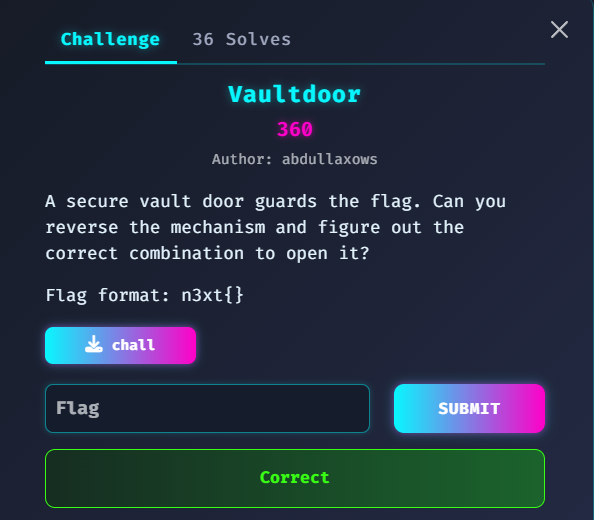 Challenge 36 Solves
Vaultdoor
360
Author: abdullaxows
A secure vault door guards the flag. Can you
reverse the mechanism and figure out the
correct combination to open it?
Flag format: n3xt{}
chall
Flag SUBMIT
Correct